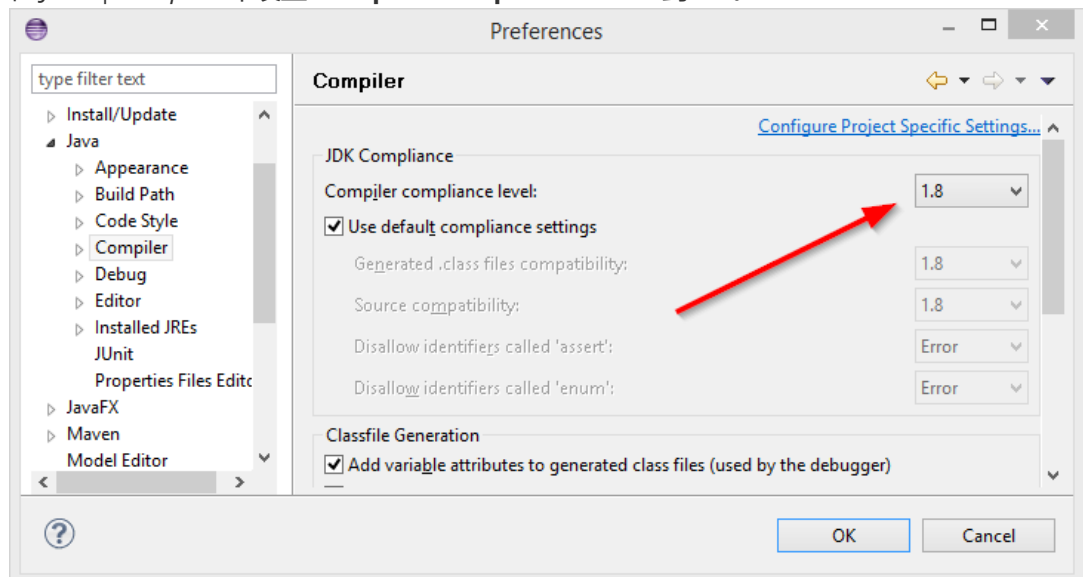 Preferences
type filter text
Compiler
Install/Update
Java
Appearance
Build Path
Code Style
Compiler
Debug
Editor
Installed JREs
JUnit
Properties Files Edito
JavaFX
Maven
Model Editor
Configure Project Specific Settings...
JDK Compliance
Compiler compliance level: 1.8
Use default compliance settings
Generated .class files compatibility: 1.8
Source compatibility: 1.8
Disallow identifiers called 'assert': Error
Disallow identifiers called 'enum': Error
Classfile Generation
Add variable attributes to generated class files (used by the debugger)
OK Cancel